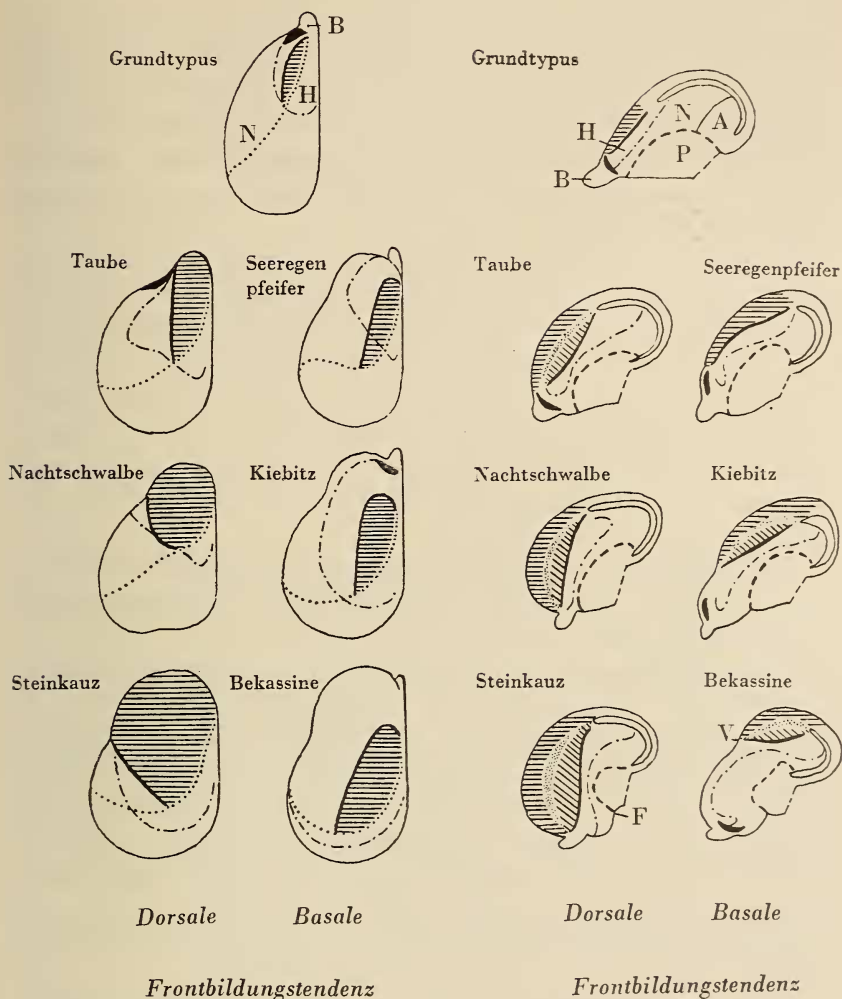 B
Grundtypus
H
N
Grundtypus
N
A
H
P
B
Taube
Seeregen
pfeifer
Taube
Seeregenpfeifer
Nachtschwalbe
Kiebitz
Nachtschwalbe
Kiebitz
Steinkauz
Bekassine
Steinkauz
Bekassine
V
F
Dorsale
Basale
Dorsale
Basale
Frontbildungstendenz
Frontbildungstendenz